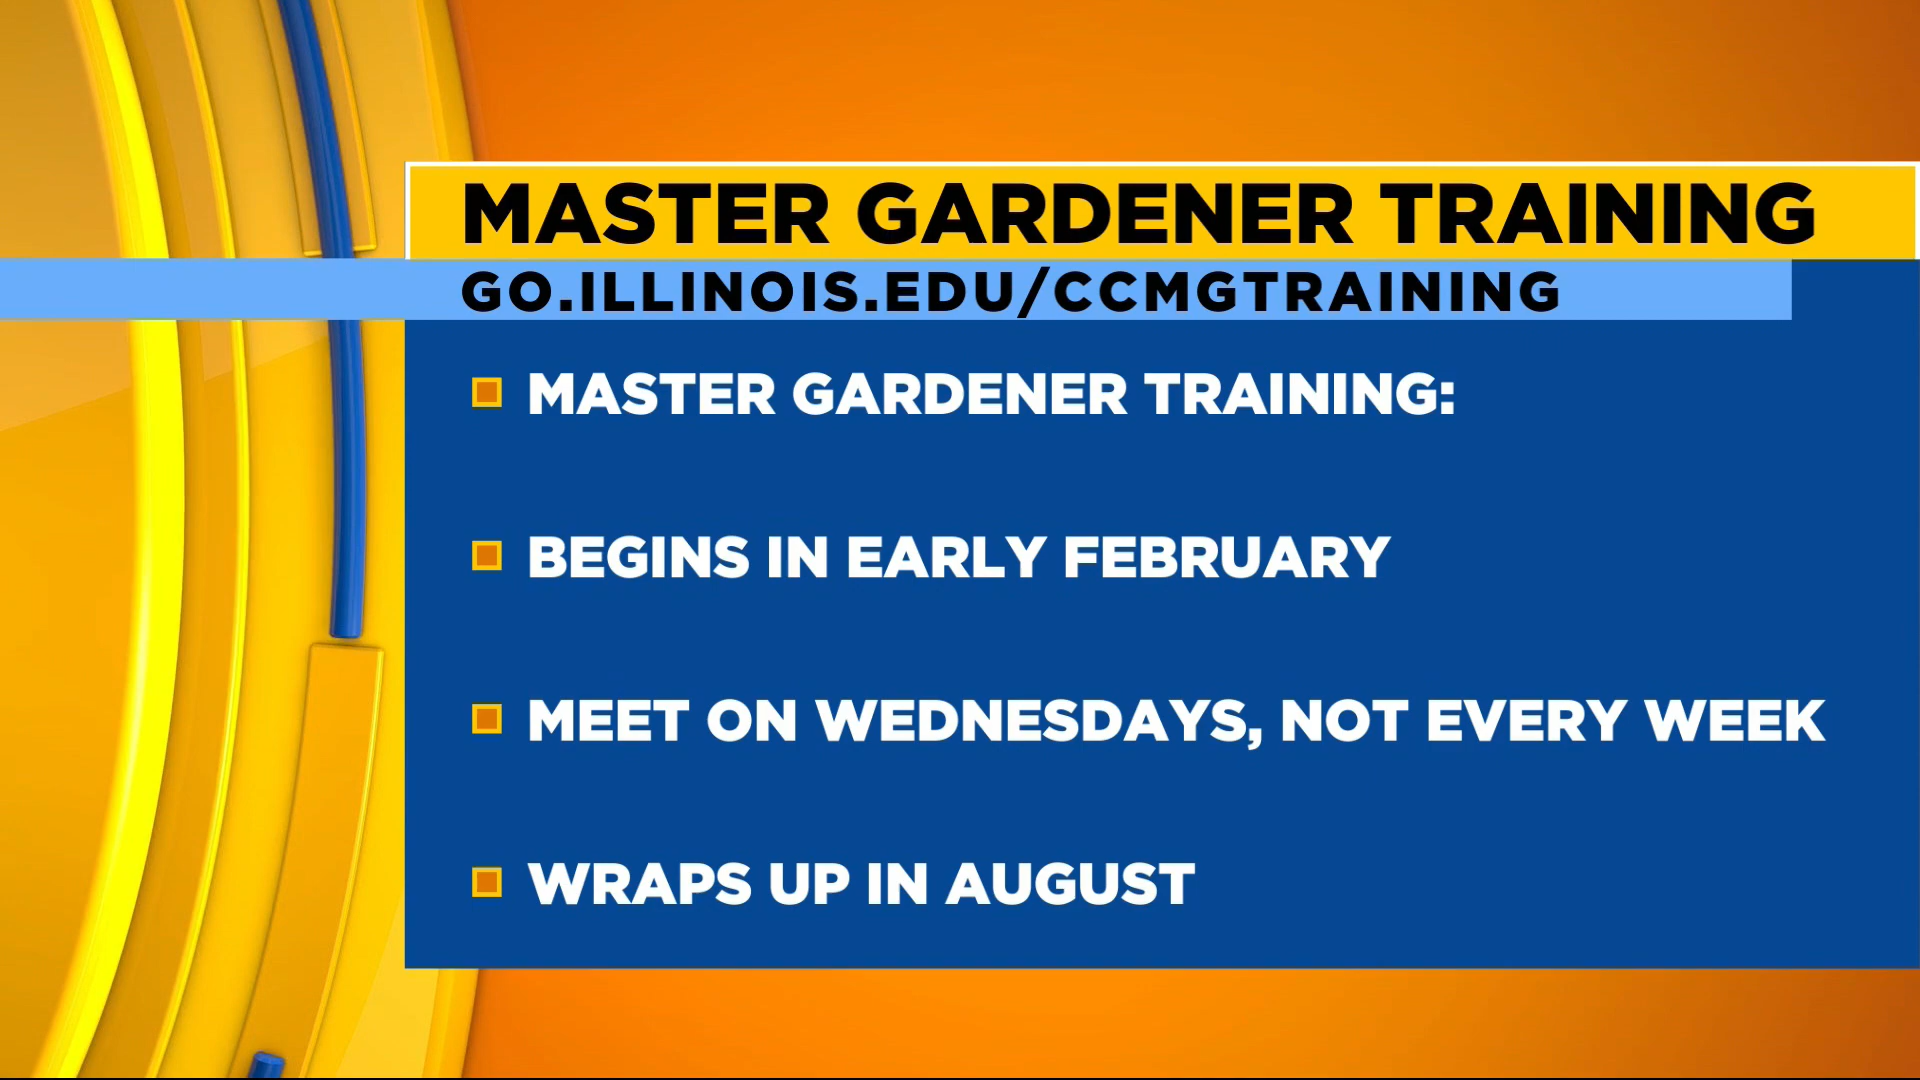 MASTER GARDENER TRAINING
GO.ILLINOIS.EDU/CCMGTRAINING
MASTER GARDENER TRAINING:
BEGINS IN EARLY FEBRUARY
MEET ON WEDNESDAYS, NOT EVERY WEEK
WRAPS UP IN AUGUST